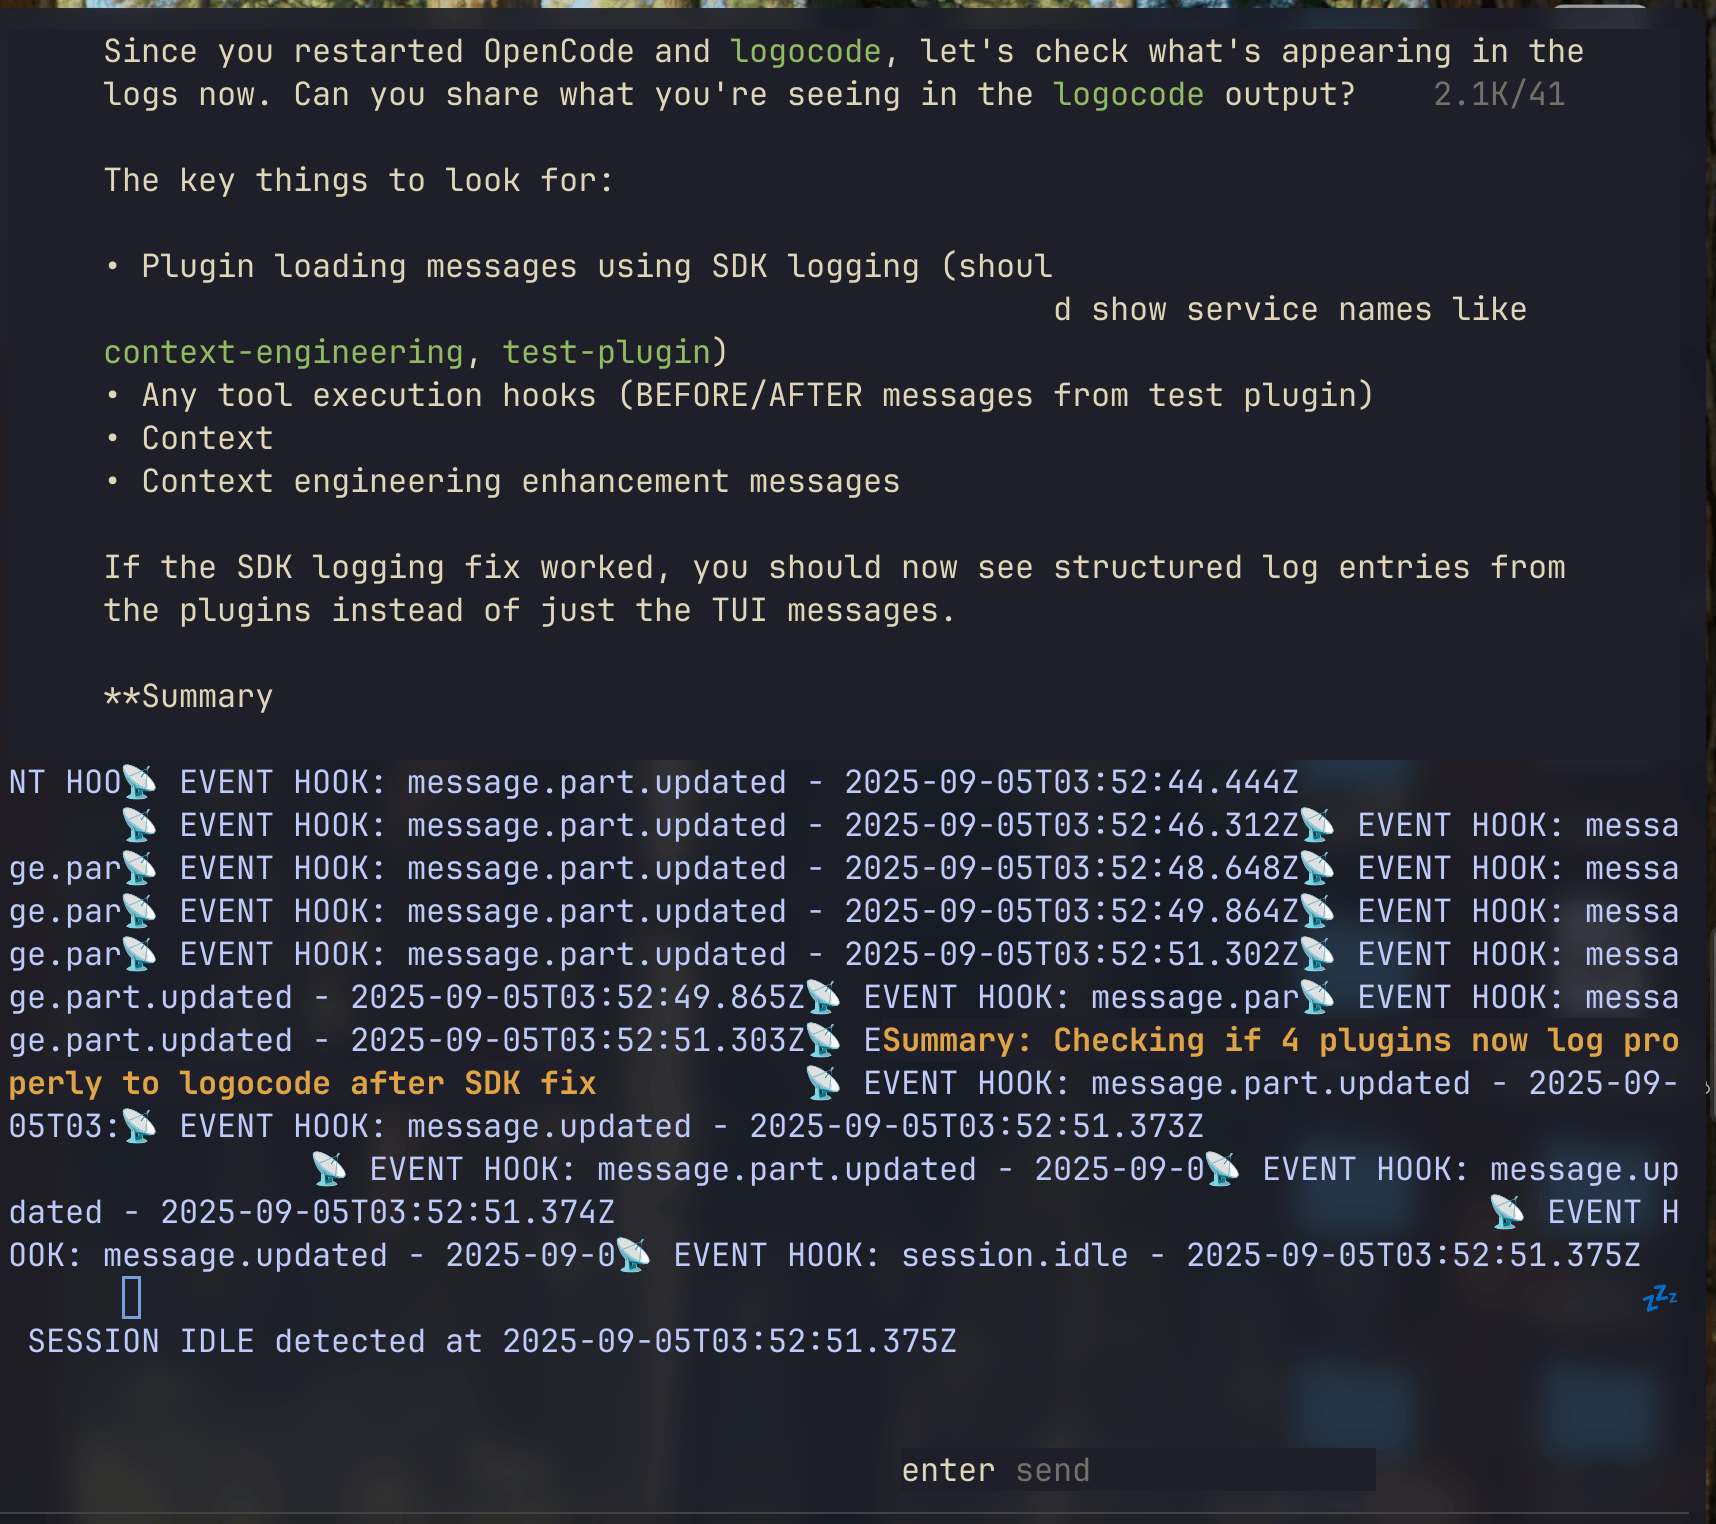 Since you restarted OpenCode and logocode, let's check what's appearing in the
logs now. Can you share what you're seeing in the logocode output?    2.1K/41
The key things to look for:
• Plugin loading messages using SDK logging (shoul
d show service names like
context-engineering, test-plugin)
• Any tool execution hooks (BEFORE/AFTER messages from test plugin)
• Context
• Context engineering enhancement messages
If the SDK logging fix worked, you should now see structured log entries from
the plugins instead of just the TUI messages.
**Summary
NT HOO📡 EVENT HOOK: message.part.updated - 2025-09-05T03:52:44.444Z
📡 EVENT HOOK: message.part.updated - 2025-09-05T03:52:46.312Z📡 EVENT HOOK: messa
ge.par📡 EVENT HOOK: message.part.updated - 2025-09-05T03:52:48.648Z📡 EVENT HOOK: messa
ge.par📡 EVENT HOOK: message.part.updated - 2025-09-05T03:52:49.864Z📡 EVENT HOOK: messa
ge.par📡 EVENT HOOK: message.part.updated - 2025-09-05T03:52:51.302Z📡 EVENT HOOK: messa
ge.part.updated - 2025-09-05T03:52:49.865Z📡 EVENT HOOK: message.par📡 EVENT HOOK: messa
ge.part.updated - 2025-09-05T03:52:51.303Z📡 ESummary: Checking if 4 plugins now log pro
perly to logocode after SDK fix           📡 EVENT HOOK: message.part.updated - 2025-09-
05T03:📡 EVENT HOOK: message.updated - 2025-09-05T03:52:51.373Z
📡 EVENT HOOK: message.part.updated - 2025-09-0📡 EVENT HOOK: message.up
dated - 2025-09-05T03:52:51.374Z                                              📡 EVENT H
OOK: message.updated - 2025-09-0📡 EVENT HOOK: session.idle - 2025-09-05T03:52:51.375Z
💤
SESSION IDLE detected at 2025-09-05T03:52:51.375Z
enter send